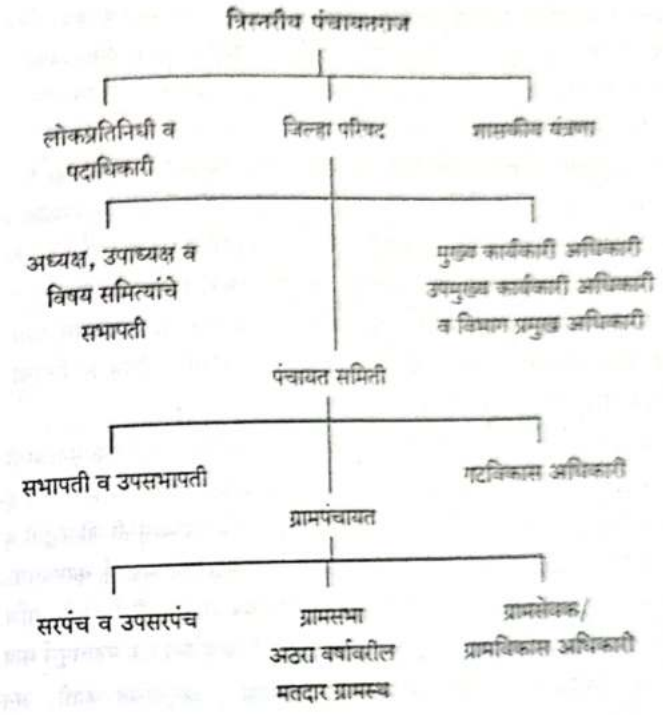 त्रिस्तरीय पंचायतराज
लोकप्रतिनिधी व
पदाधिकारी
जिल्हा परिषद
शासकीय यंत्रणा
अध्यक्ष, उपाध्यक्ष व
विषय समित्यांचे
सभापती
मुख्य कार्यकारी अधिकारी
उपमुख्य कार्यकारी अधिकारी
व विभाग प्रमुख अधिकारी
पंचायत समिती
सभापती व उपसभापती
गटविकास अधिकारी
ग्रामपंचायत
सरपंच व उपसरपंच
ग्रामसभा
अठरा वर्षावरील
मतदार ग्रामस्थ
ग्रामसेवक/
ग्रामविकास अधिकारी